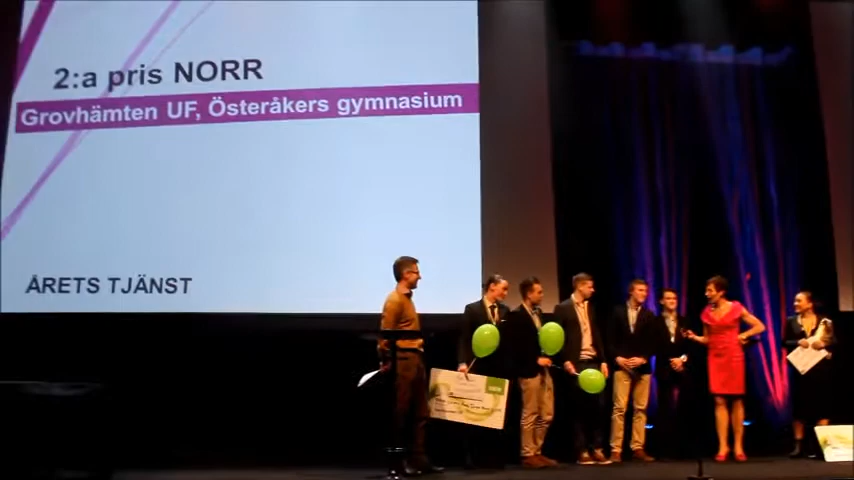 2:a pris NORR
Grovhämten UF, Österåkers gymnasium
ÅRETS TJÄNST